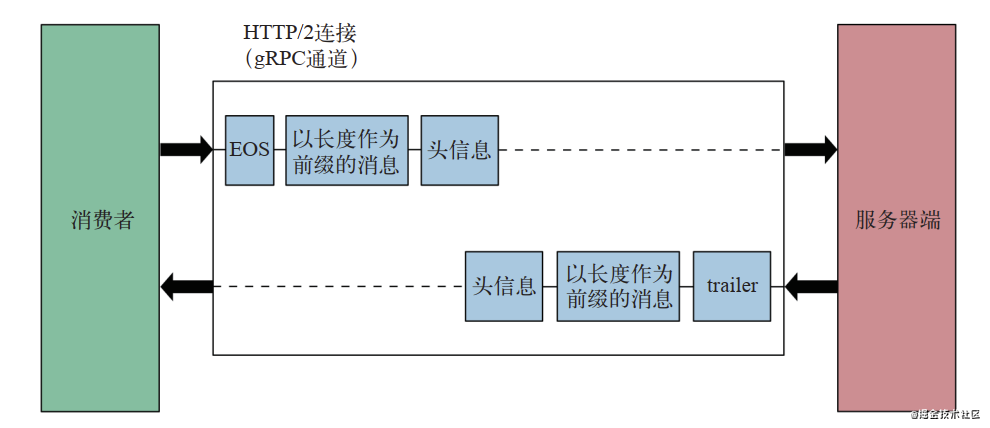 HTTP/2连接
（gRPC通道）
消费者
EOS
以长度作为
前缀的消息
头信息
头信息
以长度作为
前缀的消息
trailer
服务器端
@掘金技术社区